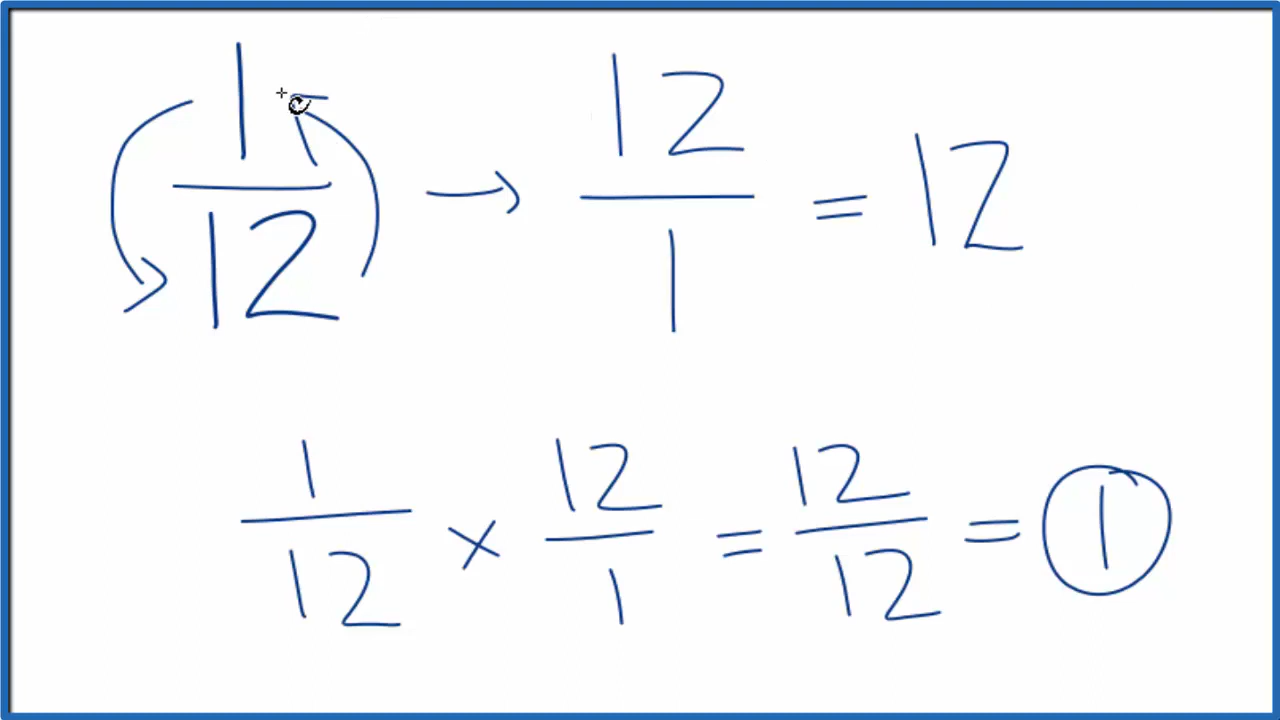 1/12 → 12/1 = 12
1/12 × 12/1 = 12/12 = 1